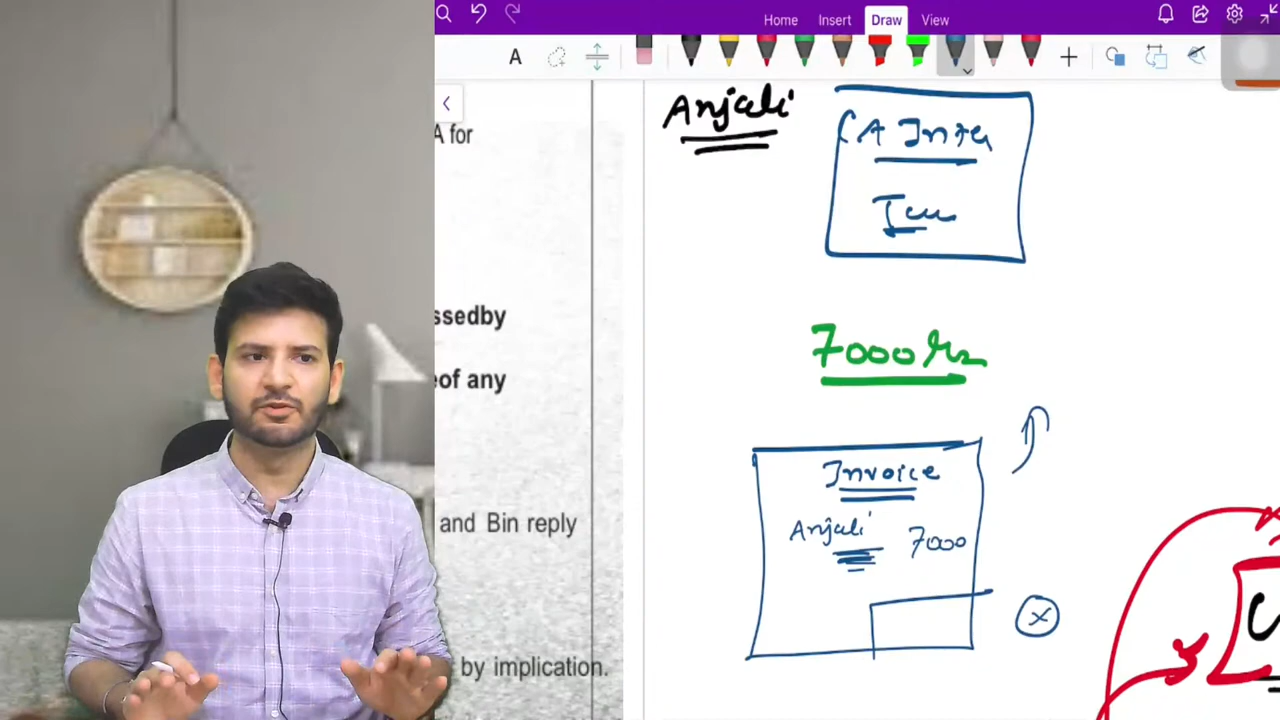 Home Insert Draw View
A
A for
ssedby
eof any
and Bin reply
by implication.
Anjali
CA Inter
7000 Rs
Invoice
Anjali 7000